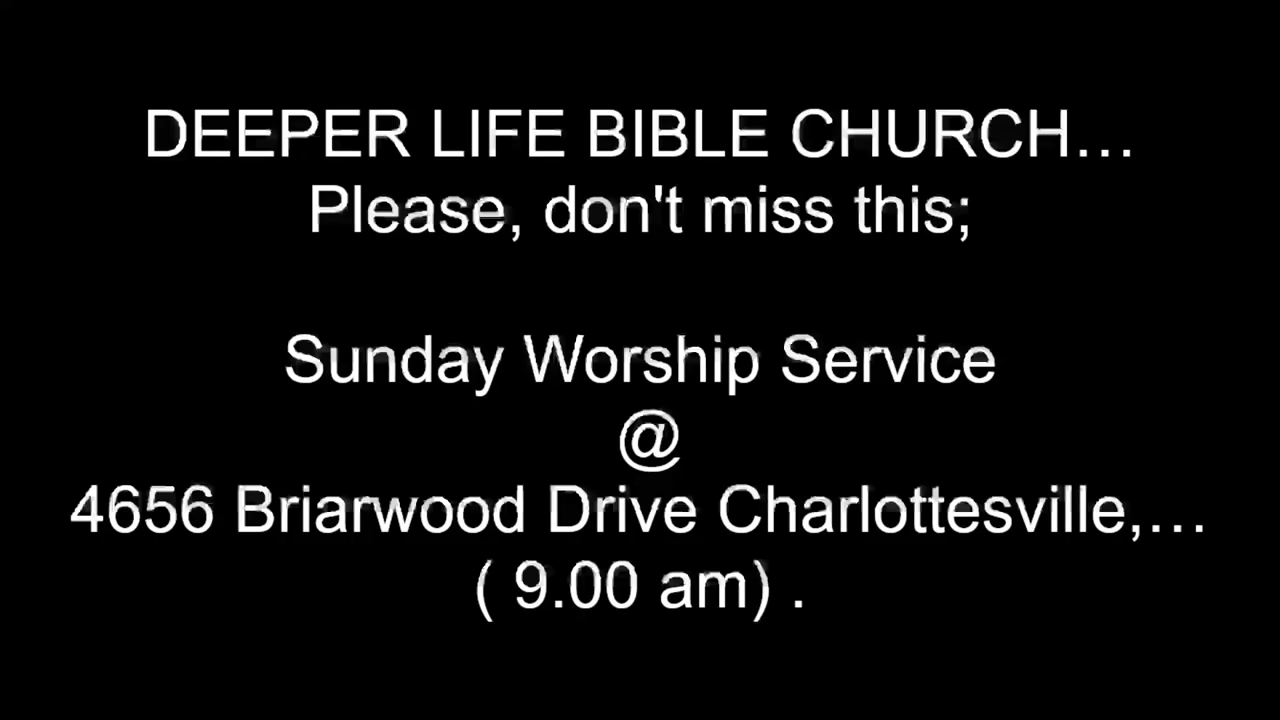 DEEPER LIFE BIBLE CHURCH...
Please, don't miss this;
Sunday Worship Service
@
4656 Briarwood Drive Charlottesville,...
( 9.00 am) .